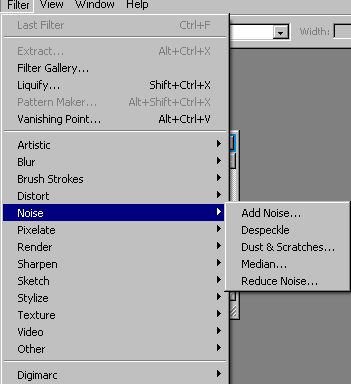 Filter View Window Help
Last Filter Ctrl+F
Width:
Extract... Alt+Ctrl+X
Filter Gallery...
Liquify... Shift+Ctrl+X
Pattern Maker... Alt+Shift+Ctrl+X
Vanishing Point... Alt+Ctrl+V
Artistic
Blur
Brush Strokes
Distort
Noise
Pixelate
Render
Sharpen
Sketch
Stylize
Texture
Video
Other
Digimarc
Add Noise...
Despeckle
Dust & Scratches...
Median...
Reduce Noise...